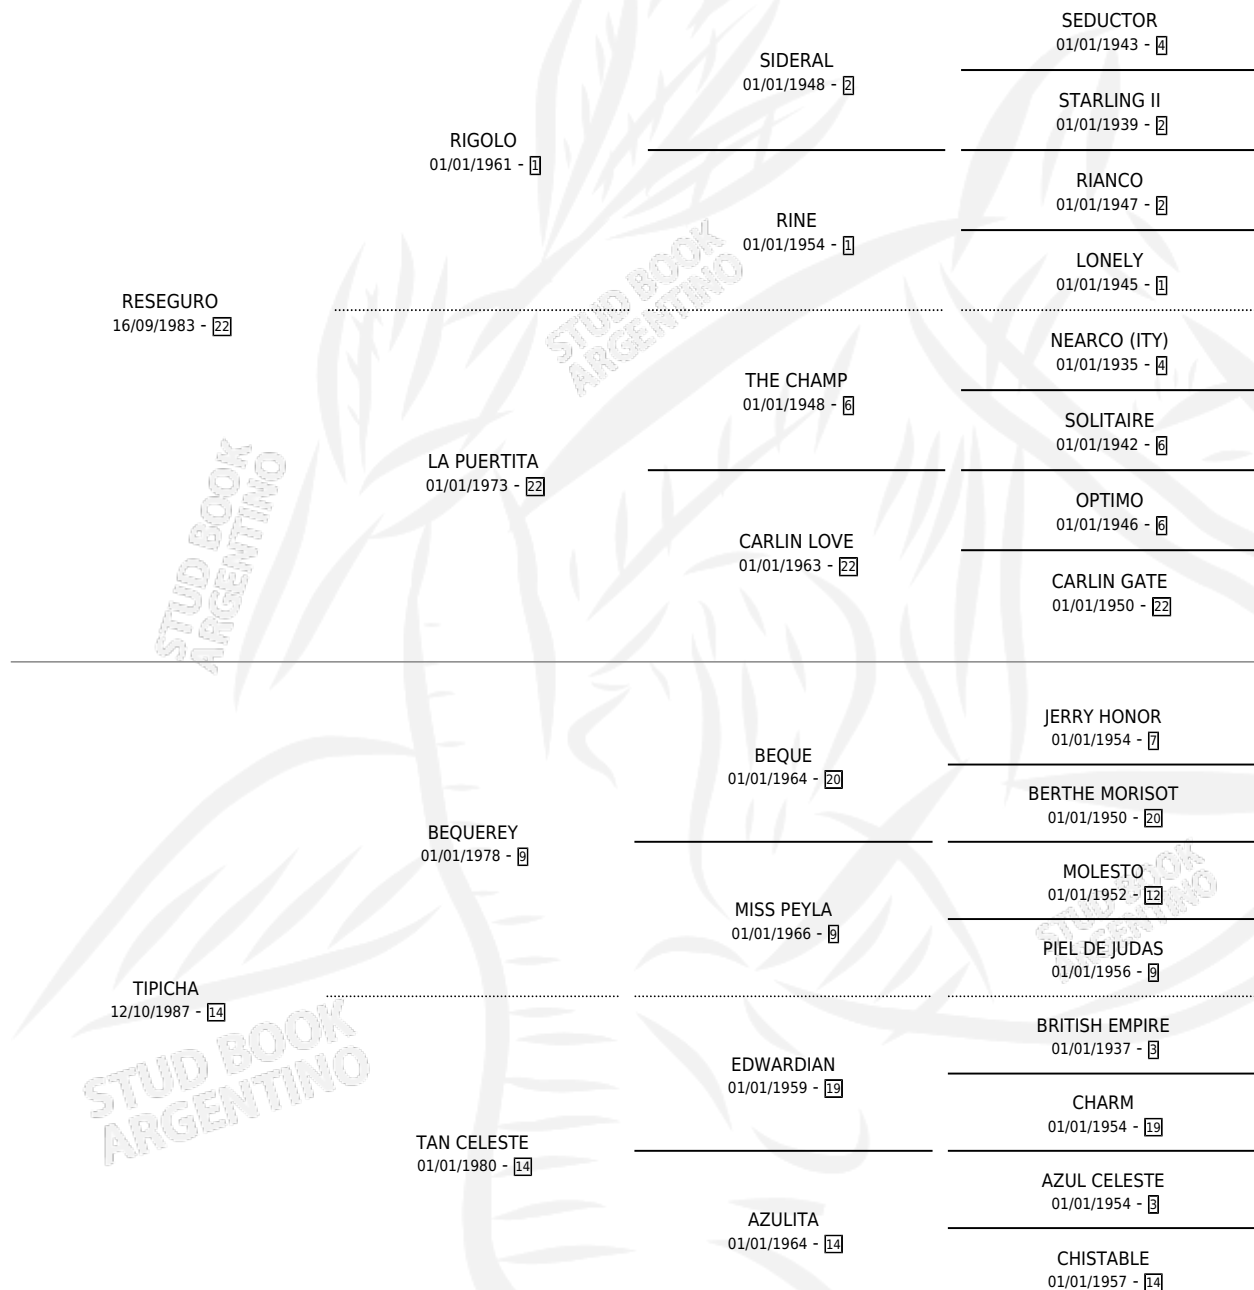 SEDUCTOR
01/01/1943 - 4
SIDERAL
01/01/1948 - 2
STARLING II
01/01/1939 - 2
RIGOLO
01/01/1961 - 1
RIANCO
01/01/1947 - 2
RINE
01/01/1954 - 1
LONELY
01/01/1945 - 1
STUD BOOK
ARGENTINO
RESEGURO
16/09/1983 - 22
NEARCO (ITY)
01/01/1935 - 4
THE CHAMP
01/01/1948 - 6
SOLITAIRE
01/01/1942 - 6
LA PUERTITA
01/01/1973 - 22
OPTIMO
01/01/1946 - 6
CARLIN LOVE
01/01/1963 - 22
CARLIN GATE
01/01/1950 - 22
STUD BOOK
ARGENTINO
JERRY HONOR
01/01/1954 - 7
BEQUE
01/01/1964 - 20
BERTHE MORISOT
01/01/1950 - 20
BEQUEREY
01/01/1978 - 9
MOLESTO
01/01/1952 - 12
STUD BOOK
ARGENTINO
MISS PEYLA
01/01/1966 - 9
PIEL DE JUDAS
01/01/1956 - 9
TIPICHA
12/10/1987 - 14
BRITISH EMPIRE
01/01/1937 - 3
EDWARDIAN
01/01/1959 - 19
CHARM
01/01/1954 - 19
STUD BOOK
ARGENTINO
TAN CELESTE
01/01/1980 - 14
AZUL CELESTE
01/01/1954 - 3
AZULITA
01/01/1964 - 14
CHISTABLE
01/01/1957 - 14